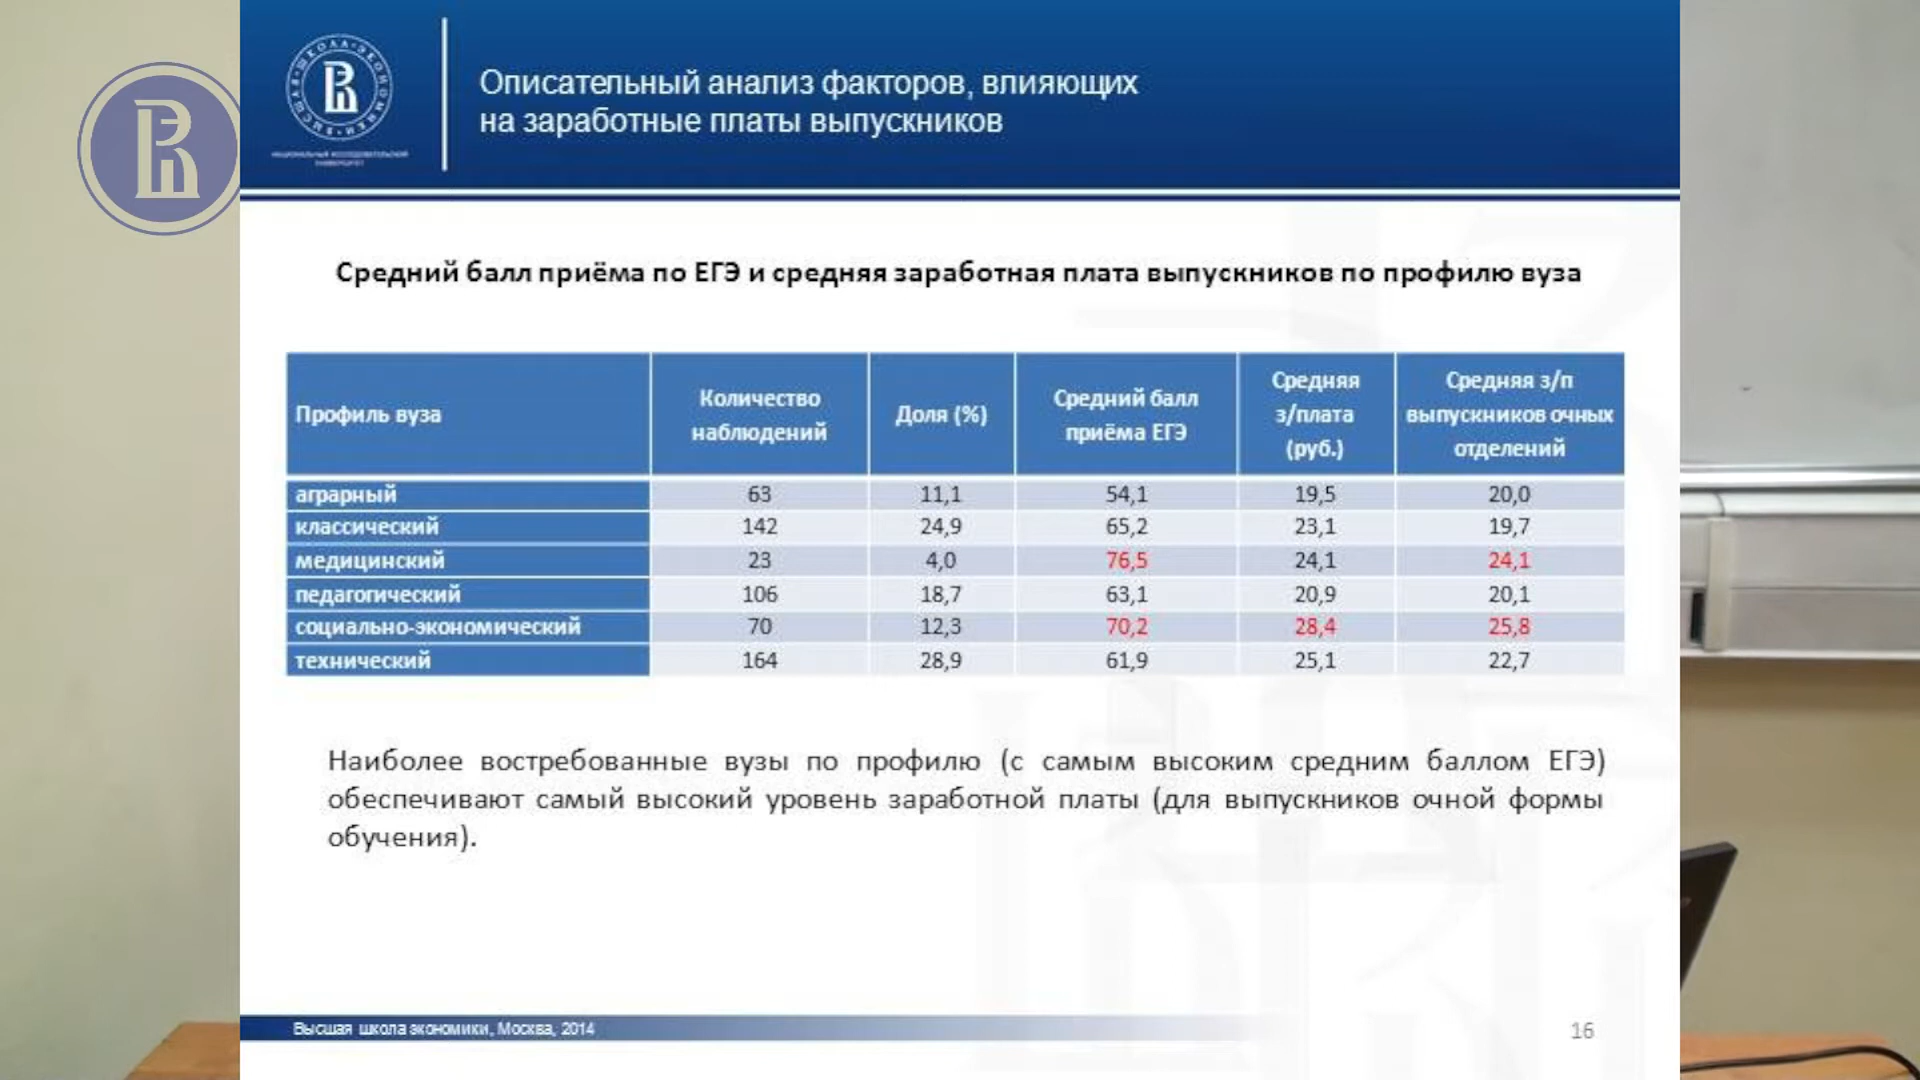 Описательный анализ факторов, влияющих
на заработные платы выпускников
Средний балл приёма по ЕГЭ и средняя заработная плата выпускников по профилю вуза
Профиль вуза Количество наблюдений Доля (%) Средний балл приёма ЕГЭ Средняя з/плата (руб.) Средняя з/п выпускников очных отделений
аграрный 63 11,1 54,1 19,5 20,0
классический 142 24,9 65,2 23,1 19,7
медицинский 23 4,0 76,5 24,1 24,1
педагогический 106 18,7 63,1 20,9 20,1
социально-экономический 70 12,3 70,2 28,4 25,8
технический 164 28,9 61,9 25,1 22,7
Наиболее востребованные вузы по профилю (с самым высоким средним баллом ЕГЭ)
обеспечивают самый высокий уровень заработной платы (для выпускников очной формы
обучения).
Высшая школа экономики, Москва, 2014
16